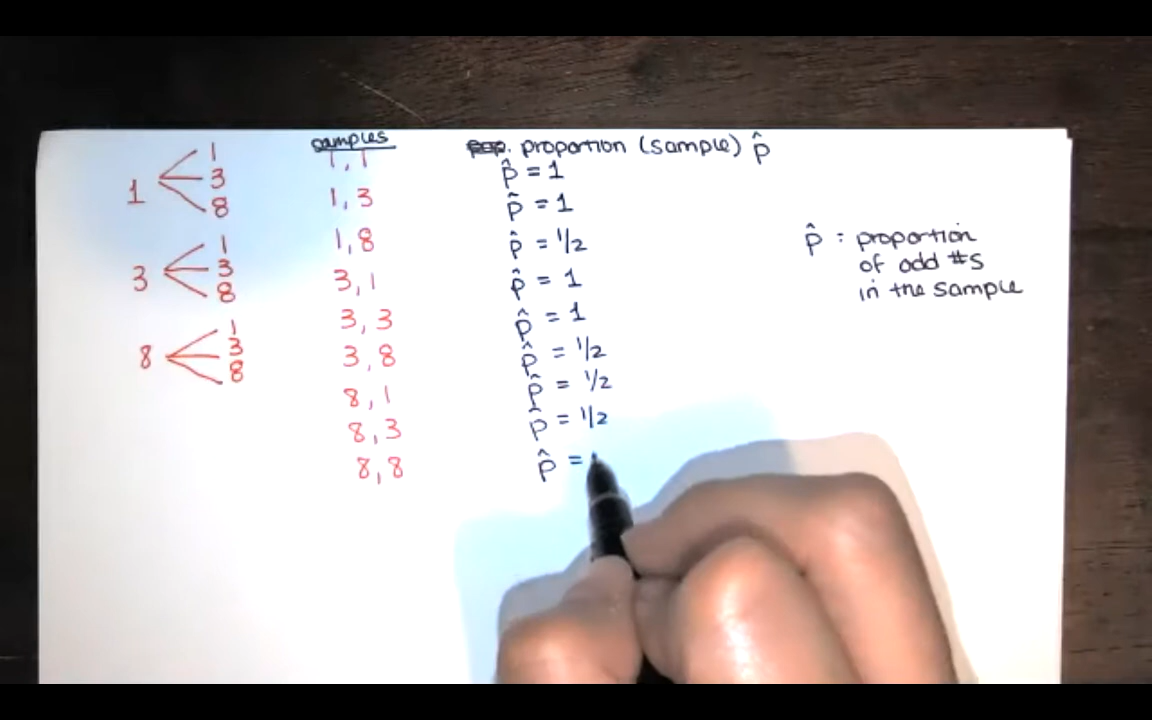 samples
pop. proportion (sample) p̂
1 1 3 8
1, 1
p̂ = 1
1, 3
p̂ = 1
1, 8
p̂ = 1/2
3 1 3 8
3, 1
p̂ = 1
3, 3
p̂ = 1
3, 8
p̂ = 1/2
8 1 3 8
8, 1
p̂ = 1/2
8, 3
p̂ = 1/2
8, 8
p̂ =
p̂ : proportion
of odd #s
in the sample